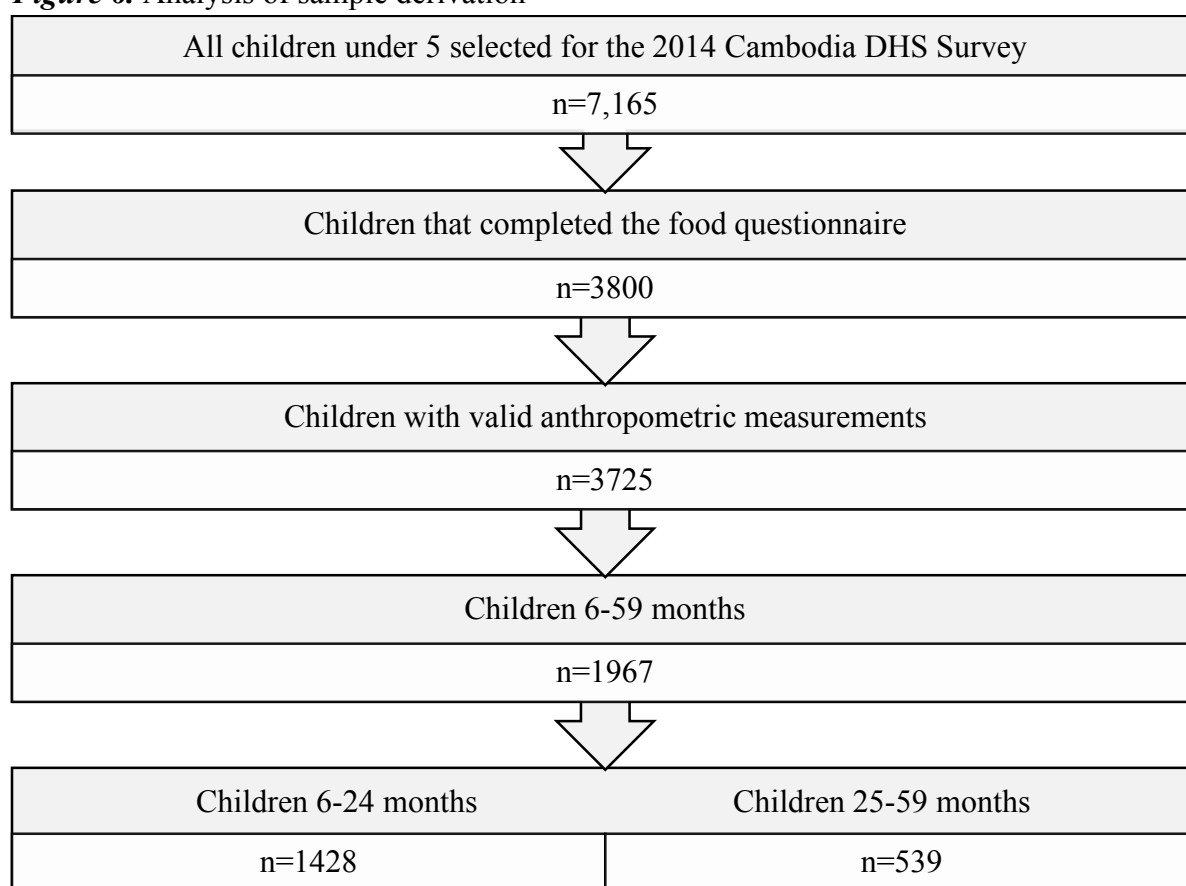 Figure 6. Analysis of sample derivation
All children under 5 selected for the 2014 Cambodia DHS Survey
n=7,165
Children that completed the food questionnaire
n=3800
Children with valid anthropometric measurements
n=3725
Children 6-59 months
n=1967
Children 6-24 months
Children 25-59 months
n=1428
n=539